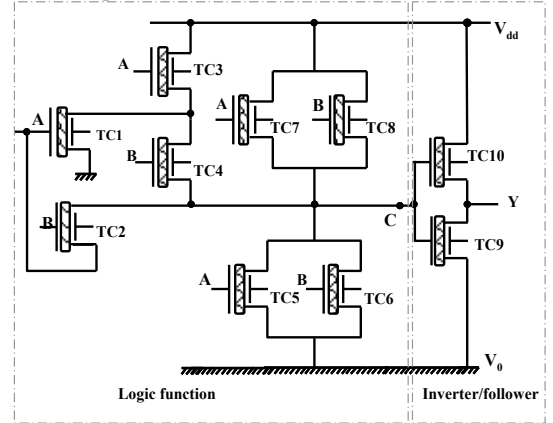 V_dd
A
TC3
A
TC1
A
TC7
B
TC8
B
TC4
TC10
B
TC2
C
Y
TC9
A
TC5
B
TC6
V_0
Logic function
Inverter/follower